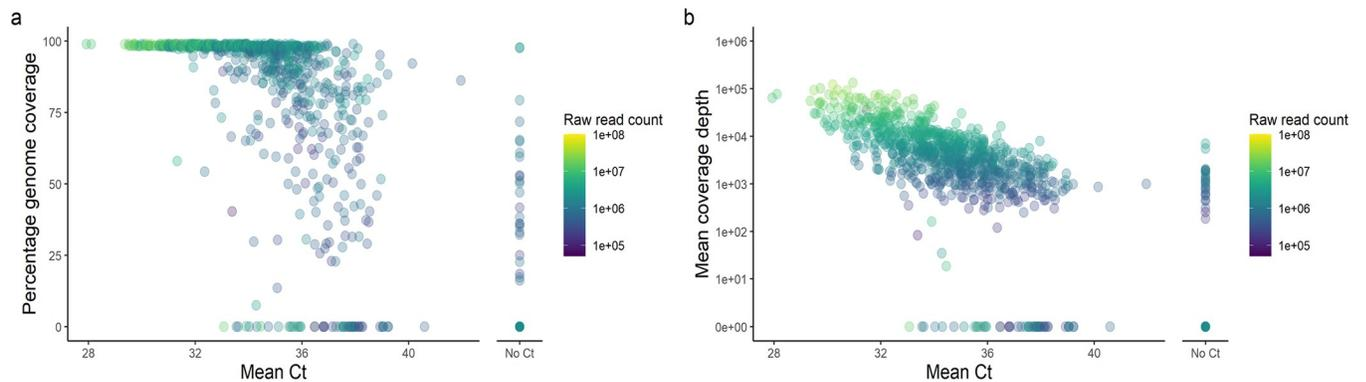 a
Percentage genome coverage
100
75
50
25
0
28
32
36
40
No Ct
Mean Ct
Raw read count
1e+08
1e+07
1e+06
1e+05
b
Mean coverage depth
1e+06
1e+05
1e+04
1e+03
1e+02
1e+01
0e+00
28
32
36
40
No Ct
Mean Ct
Raw read count
1e+08
1e+07
1e+06
1e+05